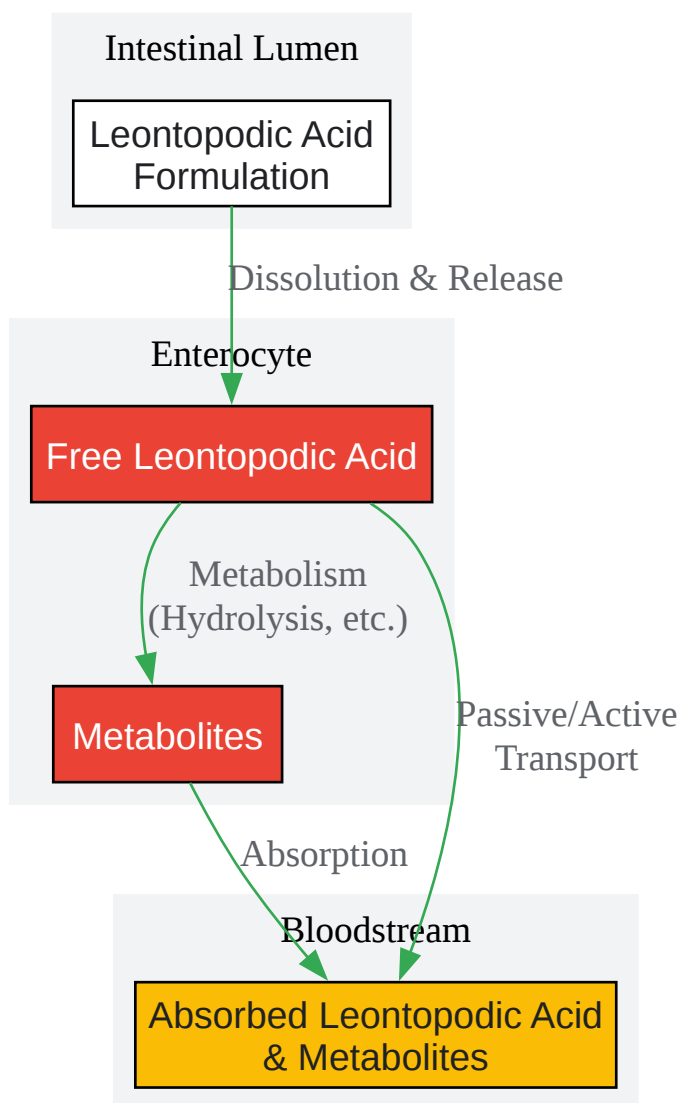 Intestinal Lumen
Leontopodic Acid
Formulation
Dissolution & Release
Enterocyte
Free Leontopodic Acid
Metabolism
(Hydrolysis, etc.)
Metabolites
Passive/Active
Transport
Absorption
Bloodstream
Absorbed Leontopodic Acid
& Metabolites